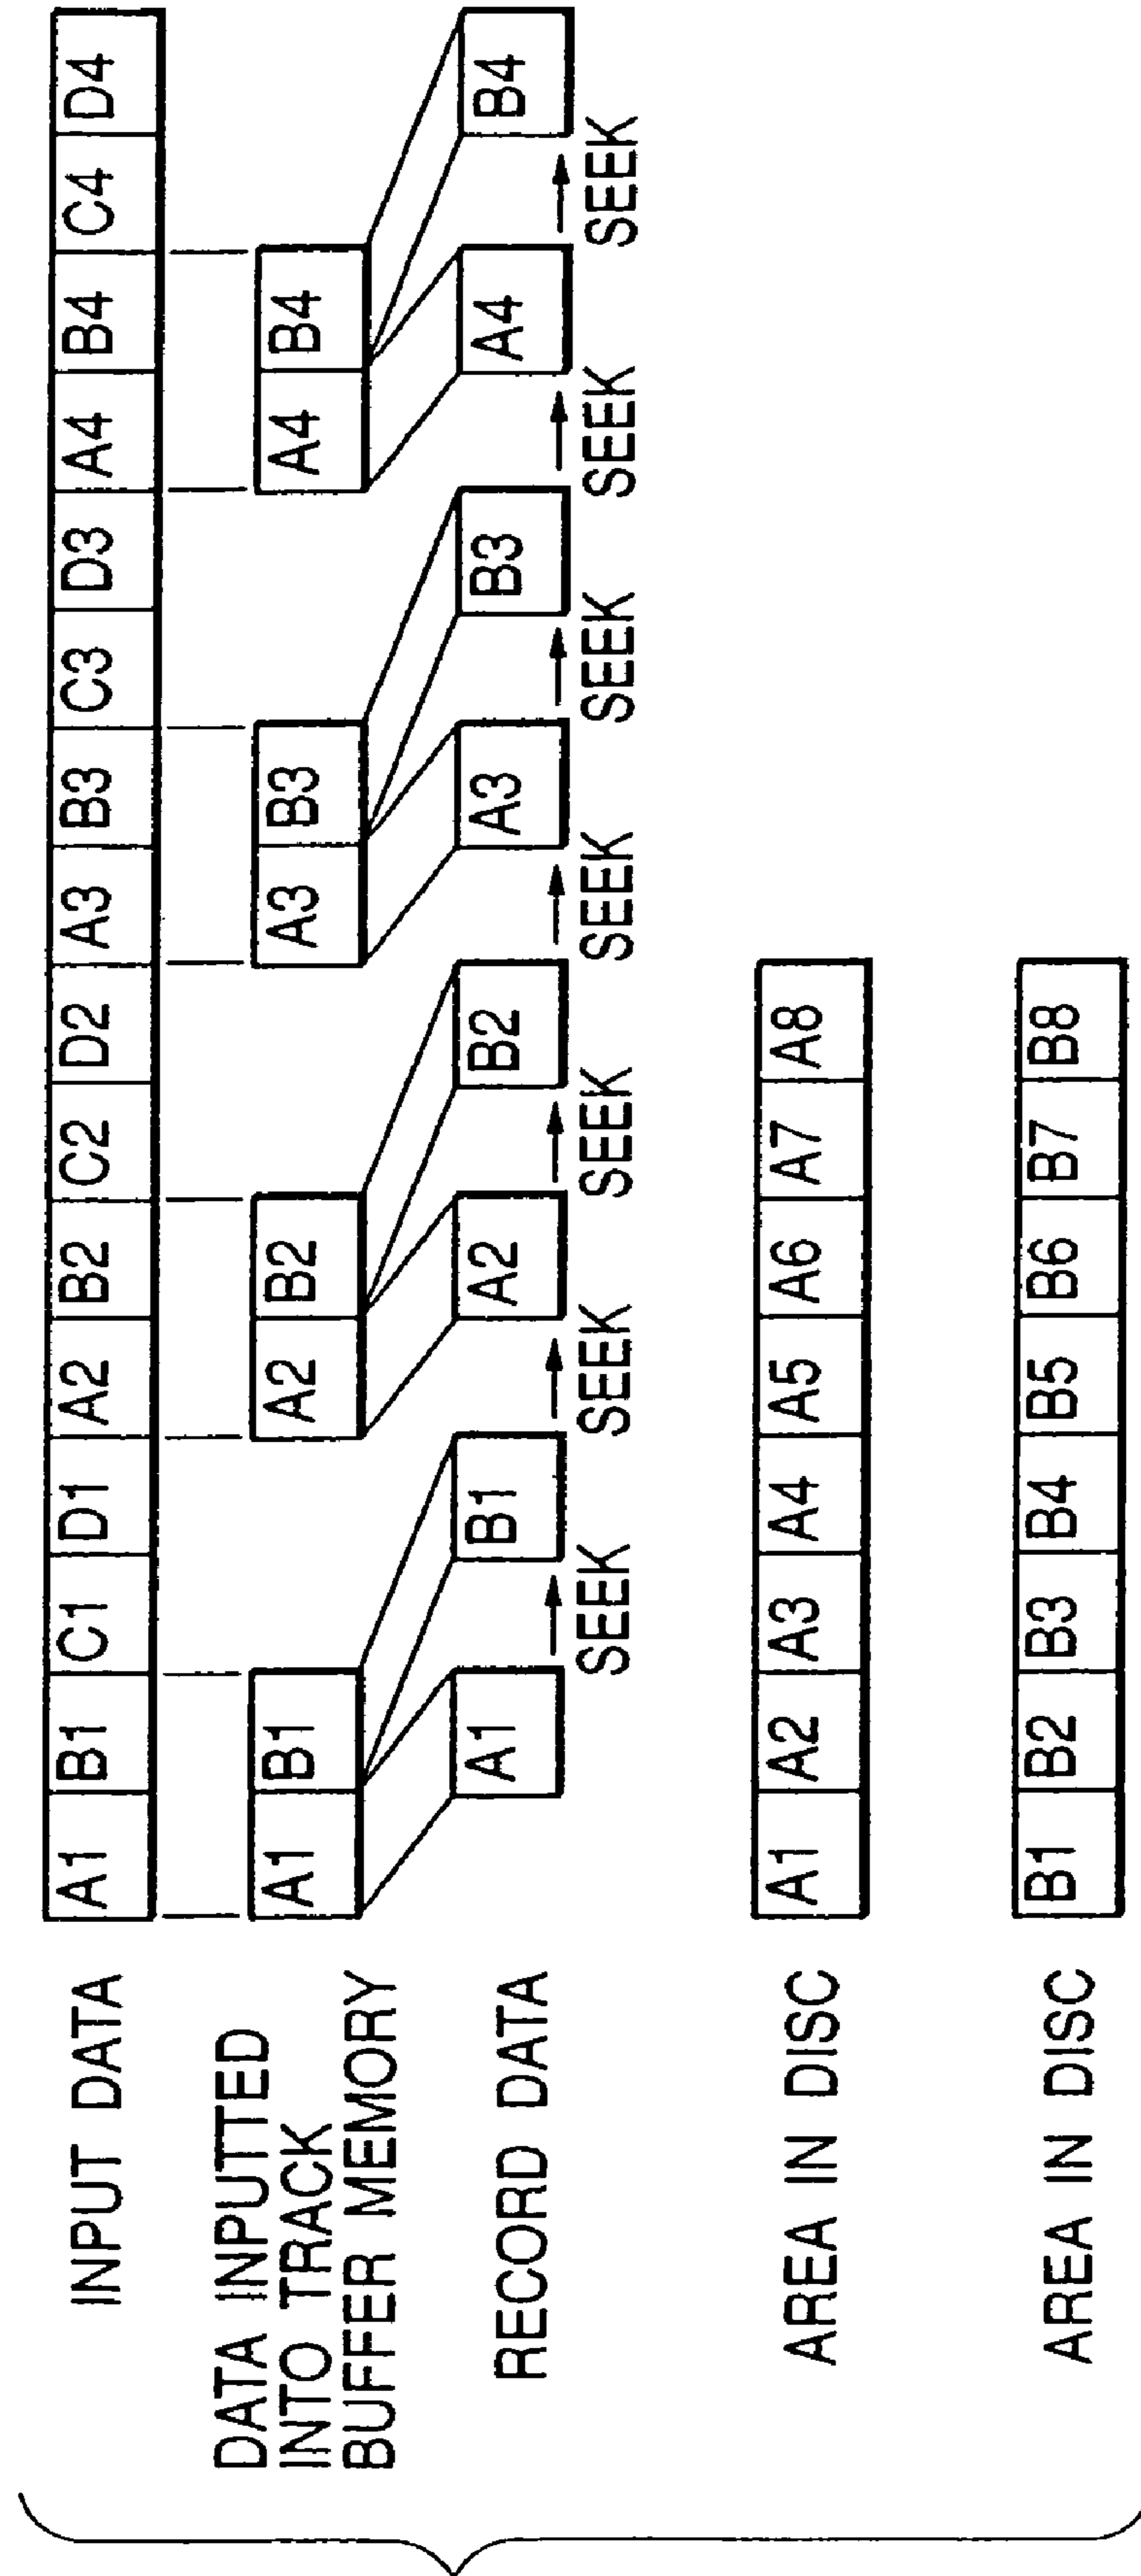 INPUT DATA
A1 B1 C1 D1 A2 B2 C2 D2 A3 B3 C3 D3 A4 B4 C4 D4
DATA INPUTTED
INTO TRACK
BUFFER MEMORY
A1 B1 A2 B2 A3 B3 A4 B4
RECORD DATA
A1 B1 A2 B2 A3 B3 A4 B4
SEEK SEEK SEEK SEEK SEEK SEEK SEEK
AREA IN DISC
A1 A2 A3 A4 A5 A6 A7 A8
AREA IN DISC
B1 B2 B3 B4 B5 B6 B7 B8